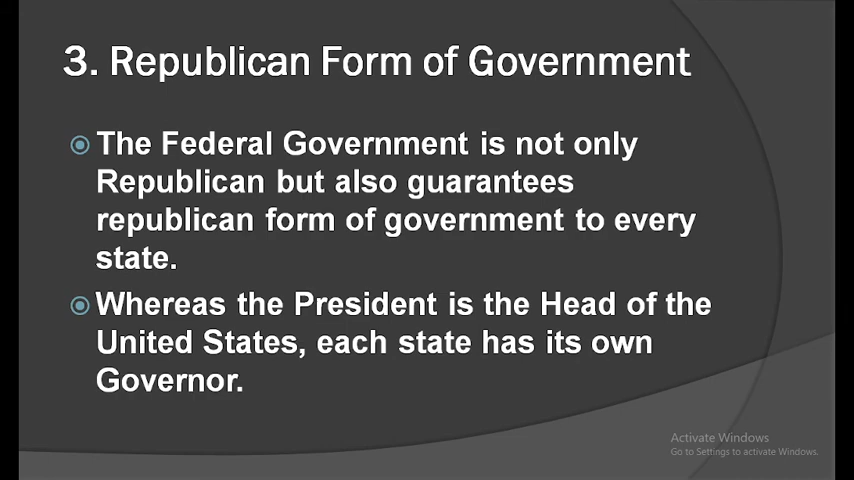 3. Republican Form of Government
The Federal Government is not only
Republican but also guarantees
republican form of government to every
state.
Whereas the President is the Head of the
United States, each state has its own
Governor.
Activate Windows
Go to Settings to activate Windows.